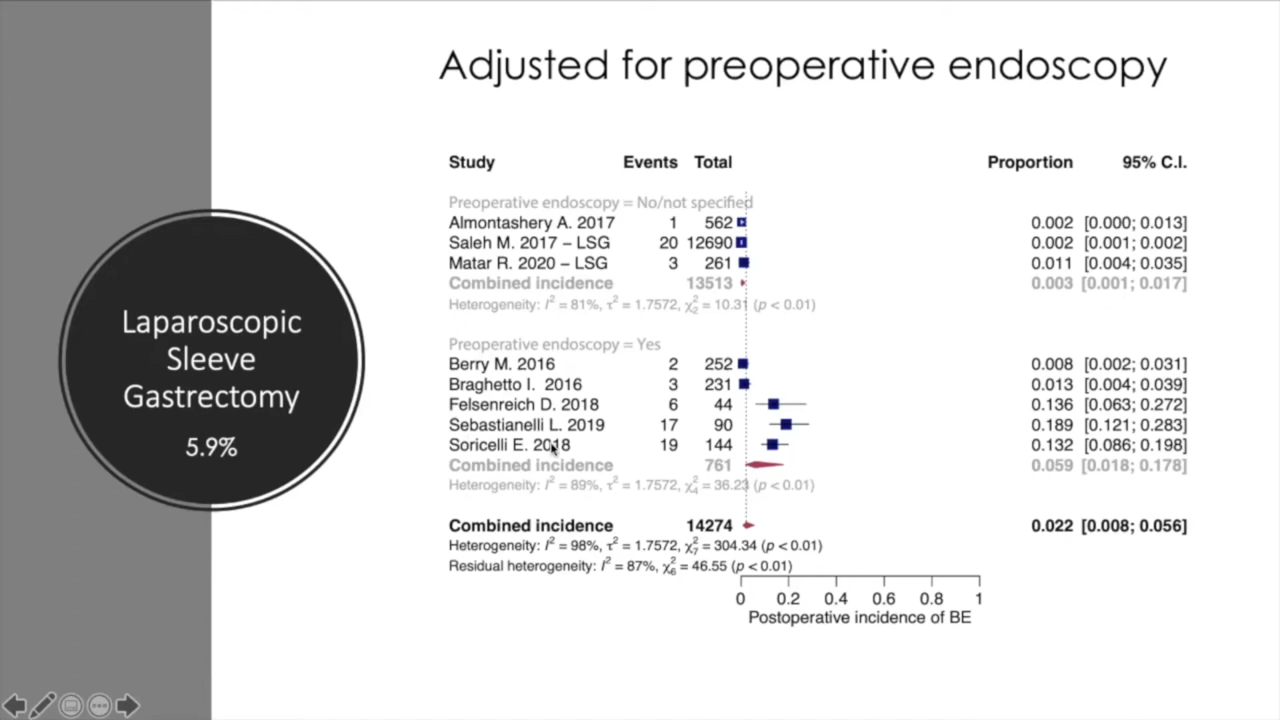 Adjusted for preoperative endoscopy
Laparoscopic
Sleeve
Gastrectomy
5.9%
Study Events Total Proportion 95% C.I.
Preoperative endoscopy = No/not specified
Almontashery A. 2017 1 562 0.002 [0.000; 0.013]
Saleh M. 2017 – LSG 20 12690 0.002 [0.001; 0.002]
Matar R. 2020 – LSG 3 261 0.011 [0.004; 0.035]
Combined incidence 13513 0.003 [0.001; 0.017]
Heterogeneity: I² = 81%, τ² = 1.7572, χ²₂ = 10.31 (p < 0.01)
Preoperative endoscopy = Yes
Berry M. 2016 2 252 0.008 [0.002; 0.031]
Braghetto I. 2016 3 231 0.013 [0.004; 0.039]
Felsenreich D. 2018 6 44 0.136 [0.063; 0.272]
Sebastianelli L. 2019 17 90 0.189 [0.121; 0.283]
Soricelli E. 2018 19 144 0.132 [0.086; 0.198]
Combined incidence 761 0.059 [0.018; 0.178]
Heterogeneity: I² = 89%, τ² = 1.7572, χ²₄ = 36.23 (p < 0.01)
Combined incidence 14274 0.022 [0.008; 0.056]
Heterogeneity: I² = 98%, τ² = 1.7572, χ²₇ = 304.34 (p < 0.01)
Residual heterogeneity: I² = 87%, χ²₆ = 46.55 (p < 0.01)
0 0.2 0.4 0.6 0.8 1
Postoperative incidence of BE